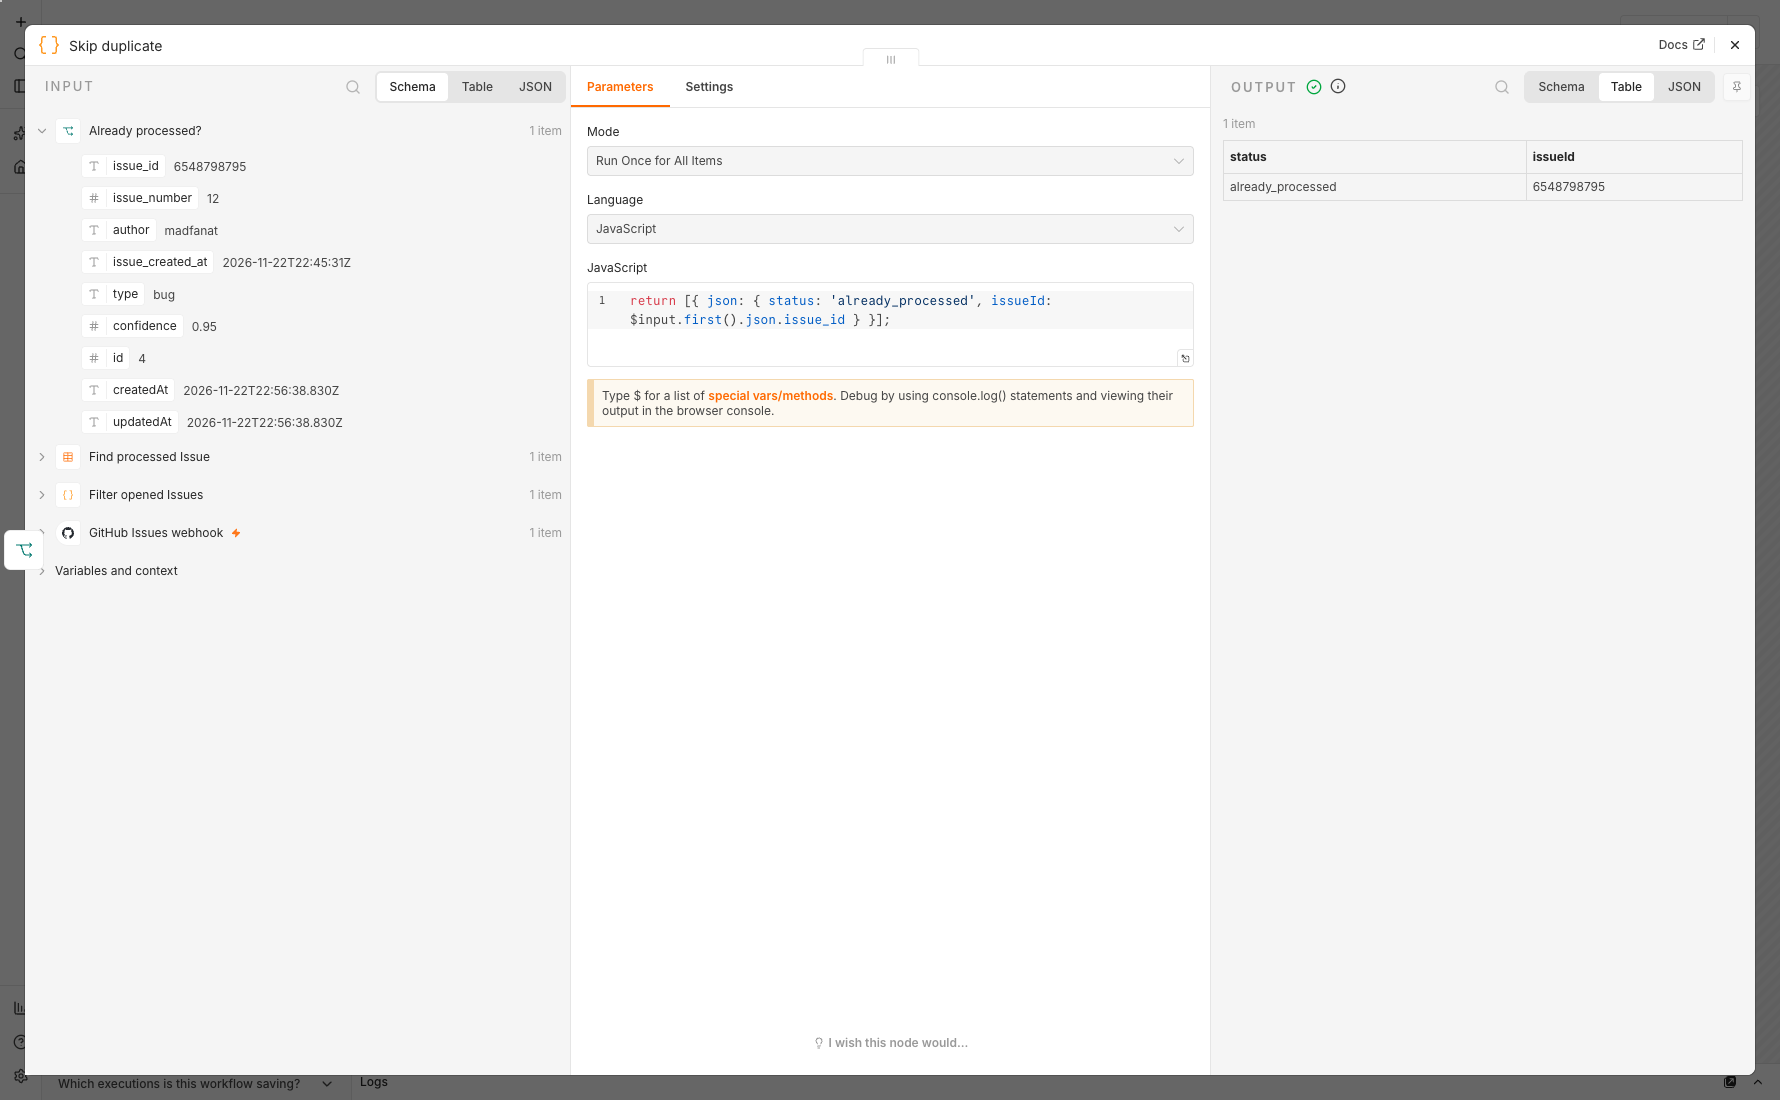 Skip duplicate
Docs
INPUT
Schema
Table
JSON
Already processed?
1 item
issue_id
6548798795
issue_number
12
author
madfanat
issue_created_at
2026-11-22T22:45:31Z
type
bug
confidence
0.95
id
4
createdAt
2026-11-22T22:56:38.830Z
updatedAt
2026-11-22T22:56:38.830Z
Find processed Issue
1 item
Filter opened Issues
1 item
GitHub Issues webhook
1 item
Variables and context
Parameters
Settings
Mode
Run Once for All Items
Language
JavaScript
JavaScript
1
return [{ json: { status: 'already_processed', issueId:
$input.first().json.issue_id } }];
Type $ for a list of special vars/methods. Debug by using console.log() statements and viewing their
output in the browser console.
I wish this node would...
OUTPUT
Schema
Table
JSON
1 item
status
issueId
already_processed
6548798795
Which executions is this workflow saving?
Logs